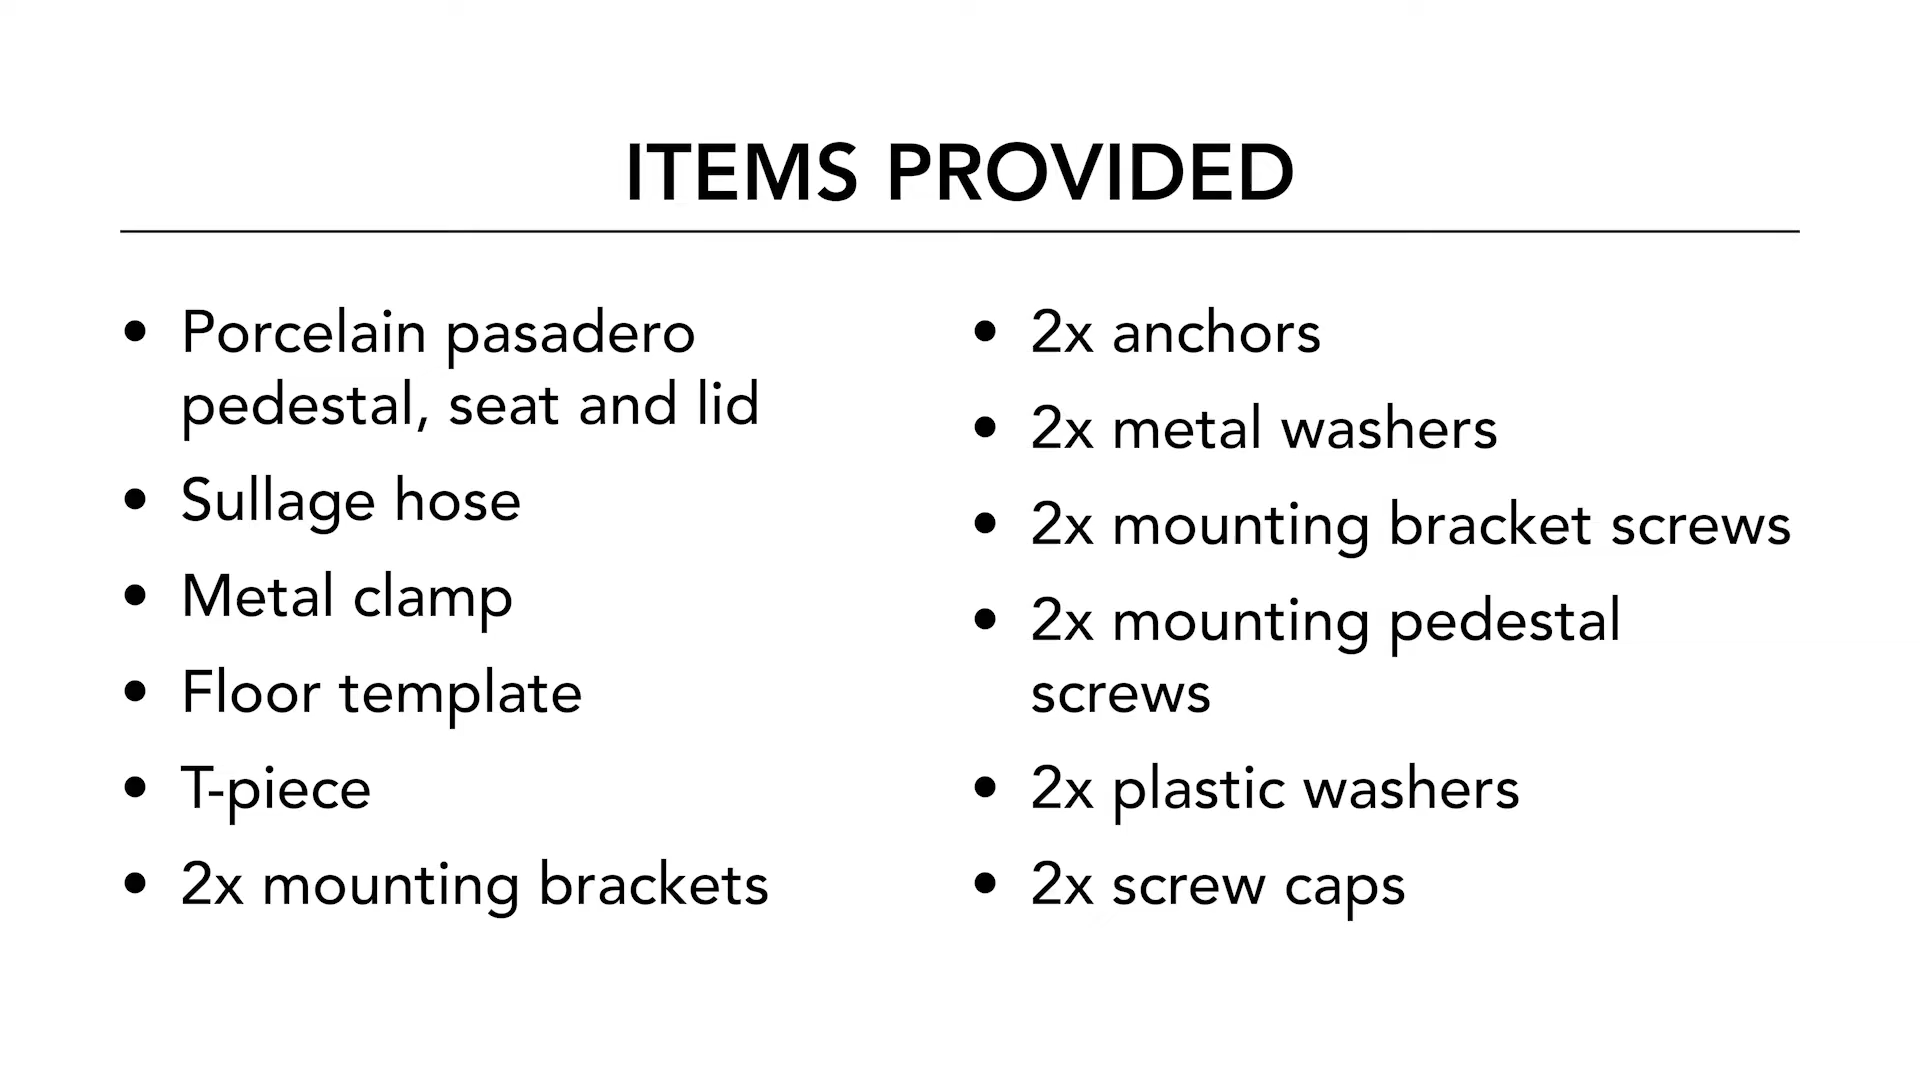 ITEMS PROVIDED
• Porcelain pasadero
pedestal, seat and lid
• Sullage hose
• Metal clamp
• Floor template
• T-piece
• 2x mounting brackets
• 2x anchors
• 2x metal washers
• 2x mounting bracket screws
• 2x mounting pedestal
screws
• 2x plastic washers
• 2x screw caps